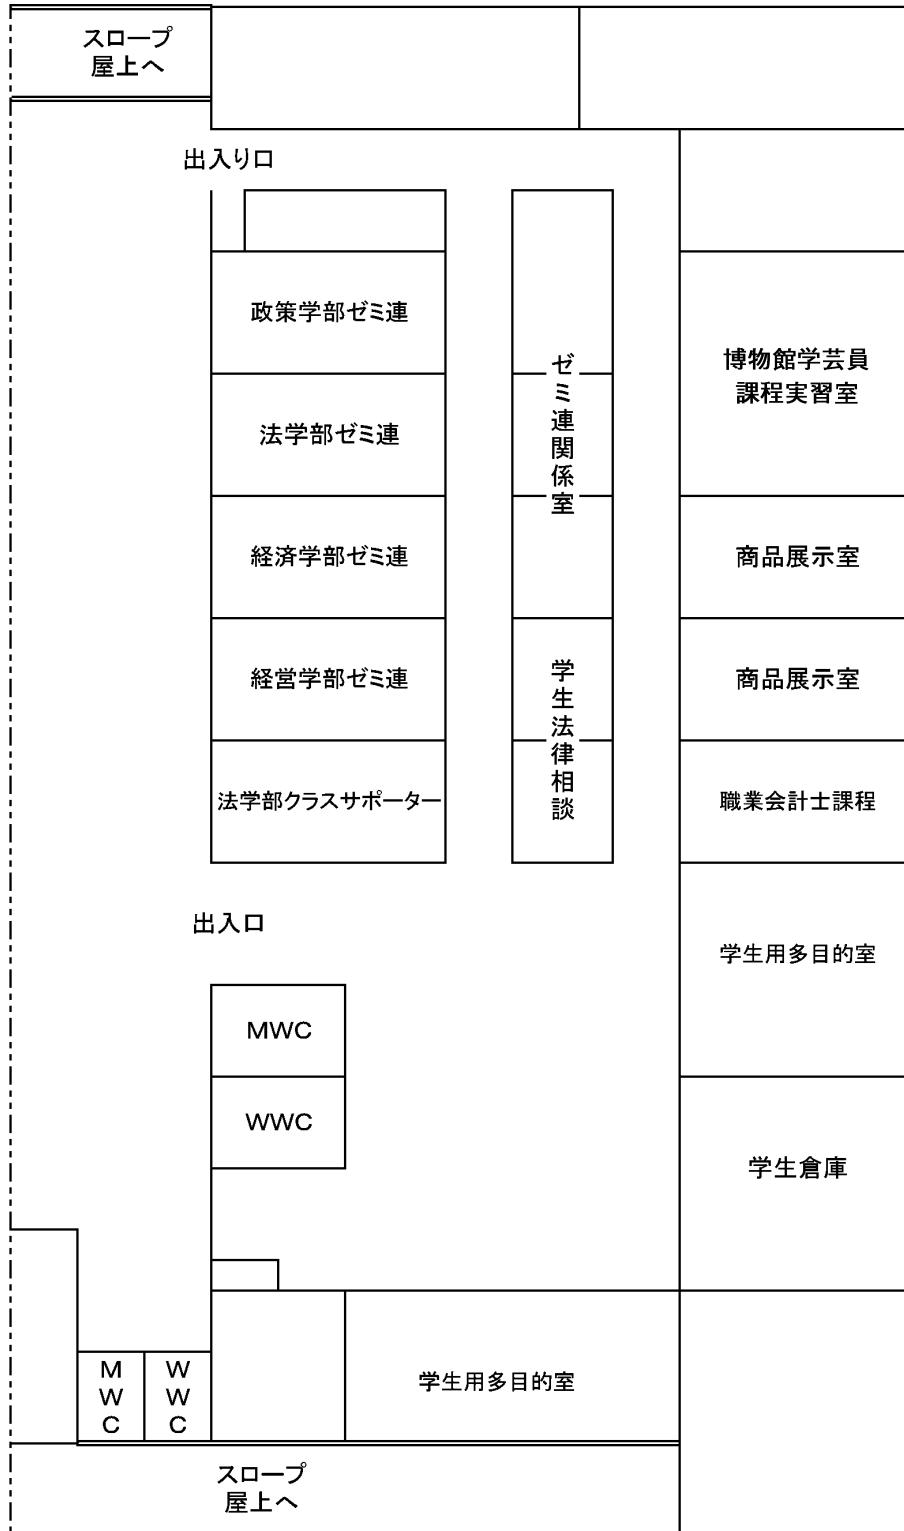 スロープ
屋上へ
出入り口
政策学部ゼミ連
法学部ゼミ連
経済学部ゼミ連
経営学部ゼミ連
法学部クラスサポーター
ゼミ連関係室
学生法律相談
博物館学芸員
課程実習室
商品展示室
商品展示室
職業会計士課程
学生用多目的室
学生倉庫
出入口
MWC
WWC
MWC
WWC
学生用多目的室
スロープ
屋上へ